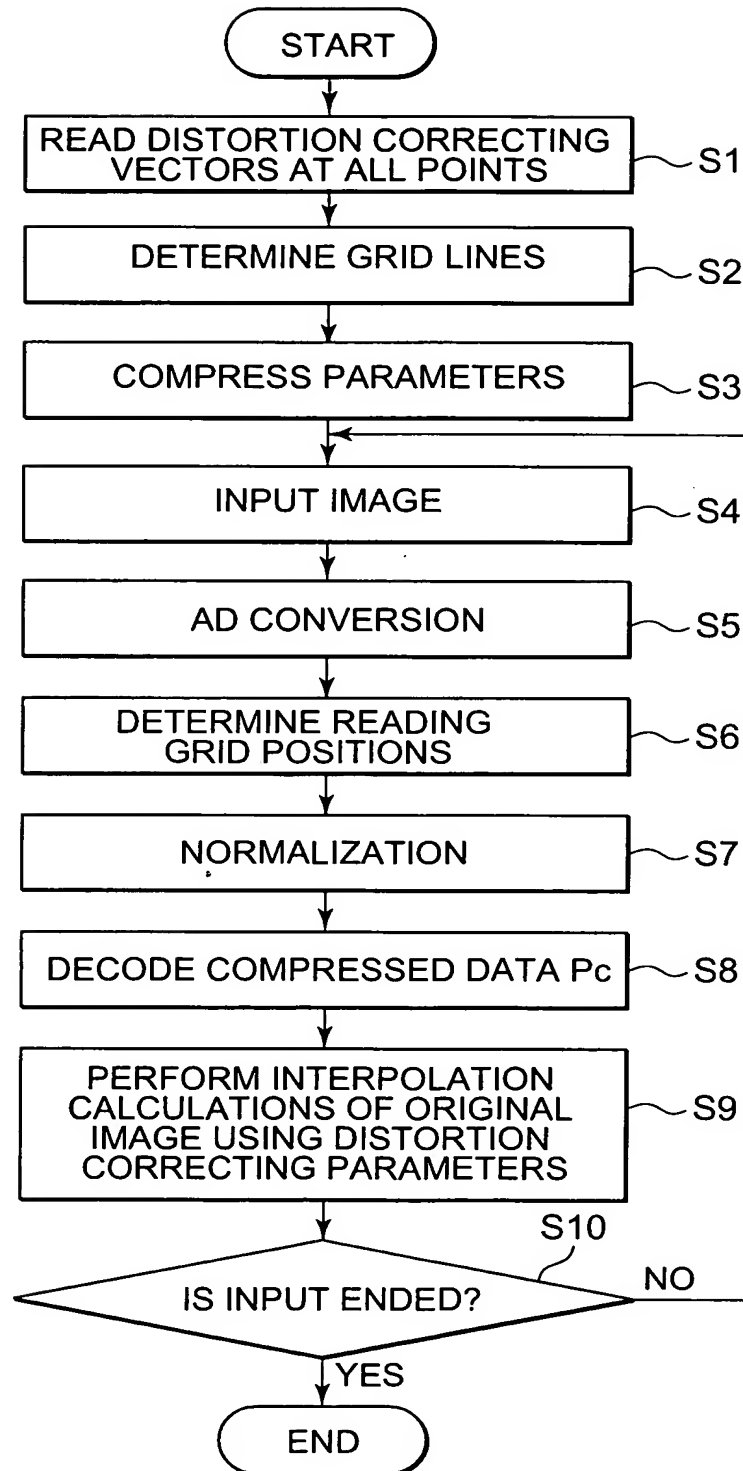 START
READ DISTORTION CORRECTING
VECTORS AT ALL POINTS
S1
DETERMINE GRID LINES
S2
COMPRESS PARAMETERS
S3
INPUT IMAGE
S4
AD CONVERSION
S5
DETERMINE READING
GRID POSITIONS
S6
NORMALIZATION
S7
DECODE COMPRESSED DATA Pc
S8
PERFORM INTERPOLATION
CALCULATIONS OF ORIGINAL
IMAGE USING DISTORTION
CORRECTING PARAMETERS
S9
S10
IS INPUT ENDED?
NO
YES
END